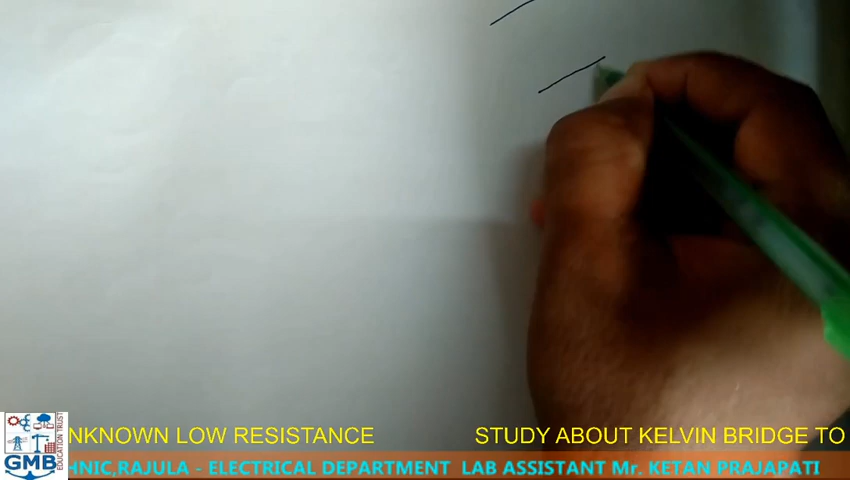 NKNOWN LOW RESISTANCE STUDY ABOUT KELVIN BRIDGE TO
HNIC,RAJULA - ELECTRICAL DEPARTMENT LAB ASSISTANT Mr. KETAN PRAJAPATI
GMB
EDUCATION TRUST